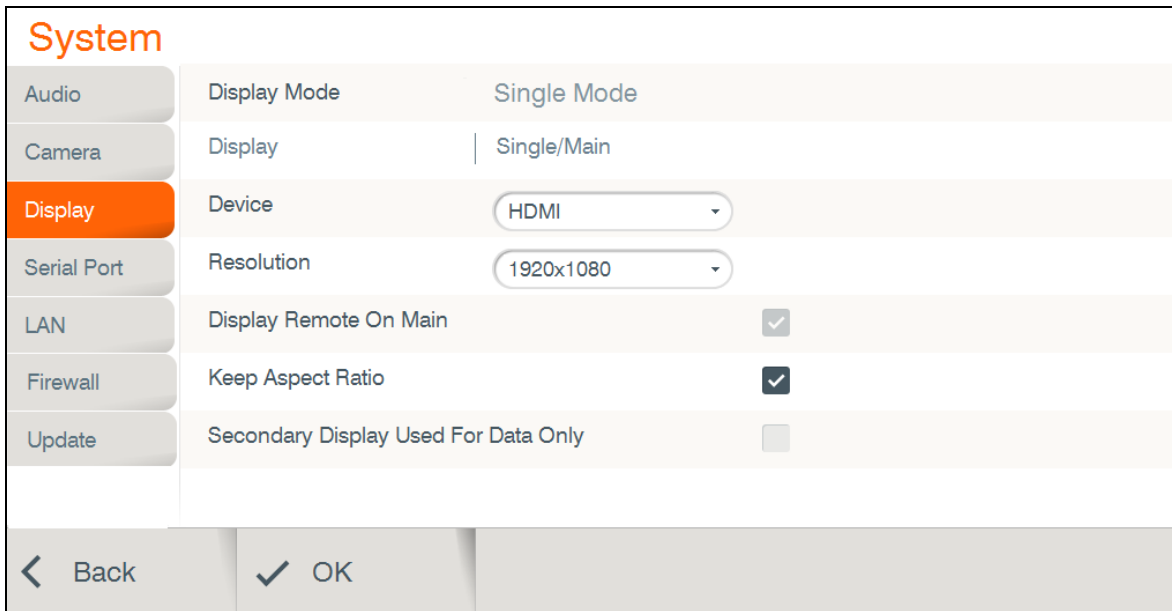 System
Audio
Display Mode Single Mode
Camera
Display Single/Main
Display
Device HDMI
Serial Port
Resolution 1920x1080
LAN
Display Remote On Main
Firewall
Keep Aspect Ratio
Update
Secondary Display Used For Data Only
Back OK